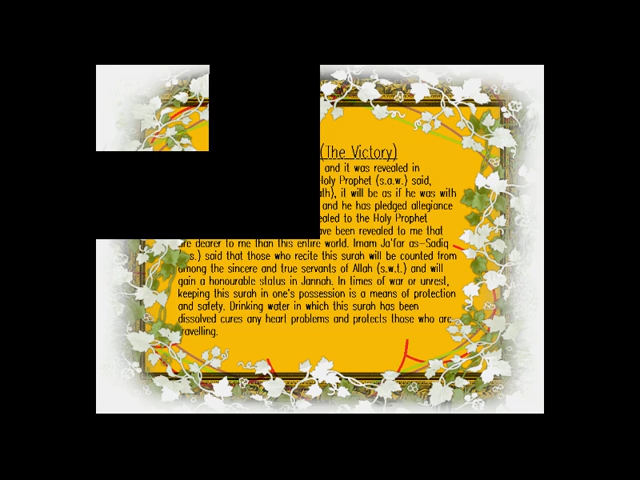 (The Victory)
and it was revealed in
Holy Prophet (s.a.w.) said,
it will be as if he was with
and he has pledged allegiance
to the Holy Prophet
have been revealed to me that
are dearer to me than this entire world. Imam Ja'far as-Sadiq
said that those who recite this surah will be counted from
among the sincere and true servants of Allah (s.w.t.) and will
gain a honourable status in Jannah. In times of war or unrest,
keeping this surah in one's possession is a means of protection
and safety. Drinking water in which this surah has been
dissolved cures any heart problems and protects those who are
travelling.